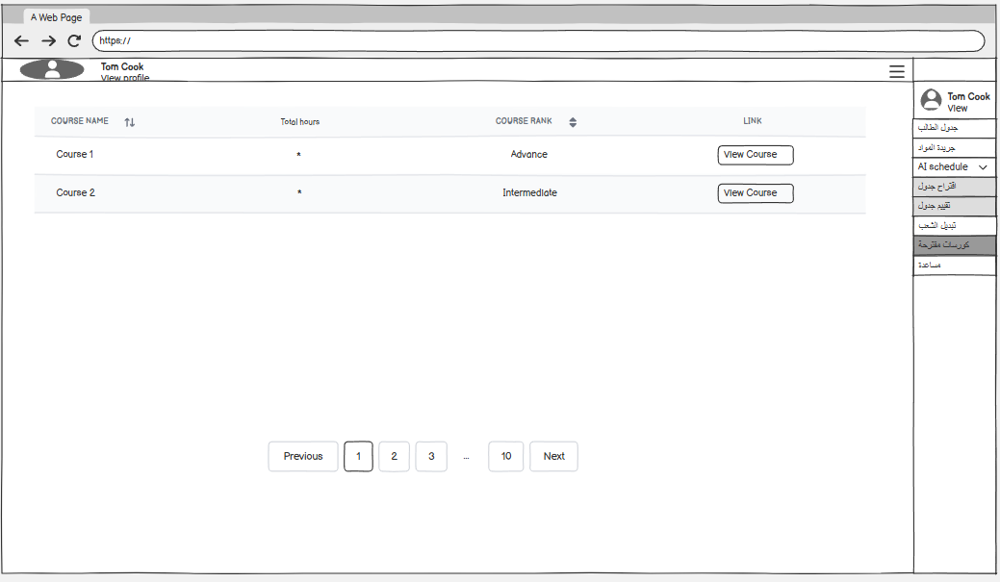 A Web Page
https://
Tom Cook
View profile
COURSE NAME Total hours COURSE RANK LINK
Course 1 * Advance View Course
Course 2 * Intermediate View Course
Previous 1 2 3 ... 10 Next
Tom Cook
View
جدول الطالب
جريدة المواد
AI schedule
اقتراح جدول
تقييم جدول
تبديل الشعب
كورسات مقترحة
مساعدة